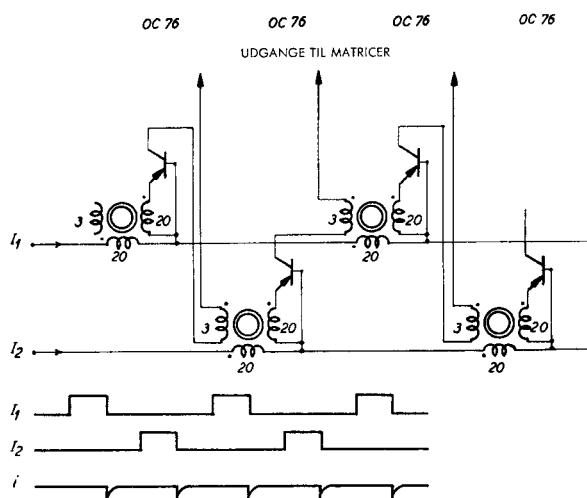 OC 76 OC 76 OC 76 OC 76
UDGANGE TIL MATRICER
3 20 3 20
I₁
20 20
3 20 3 20
I₂
20 20
I₁
I₂
i